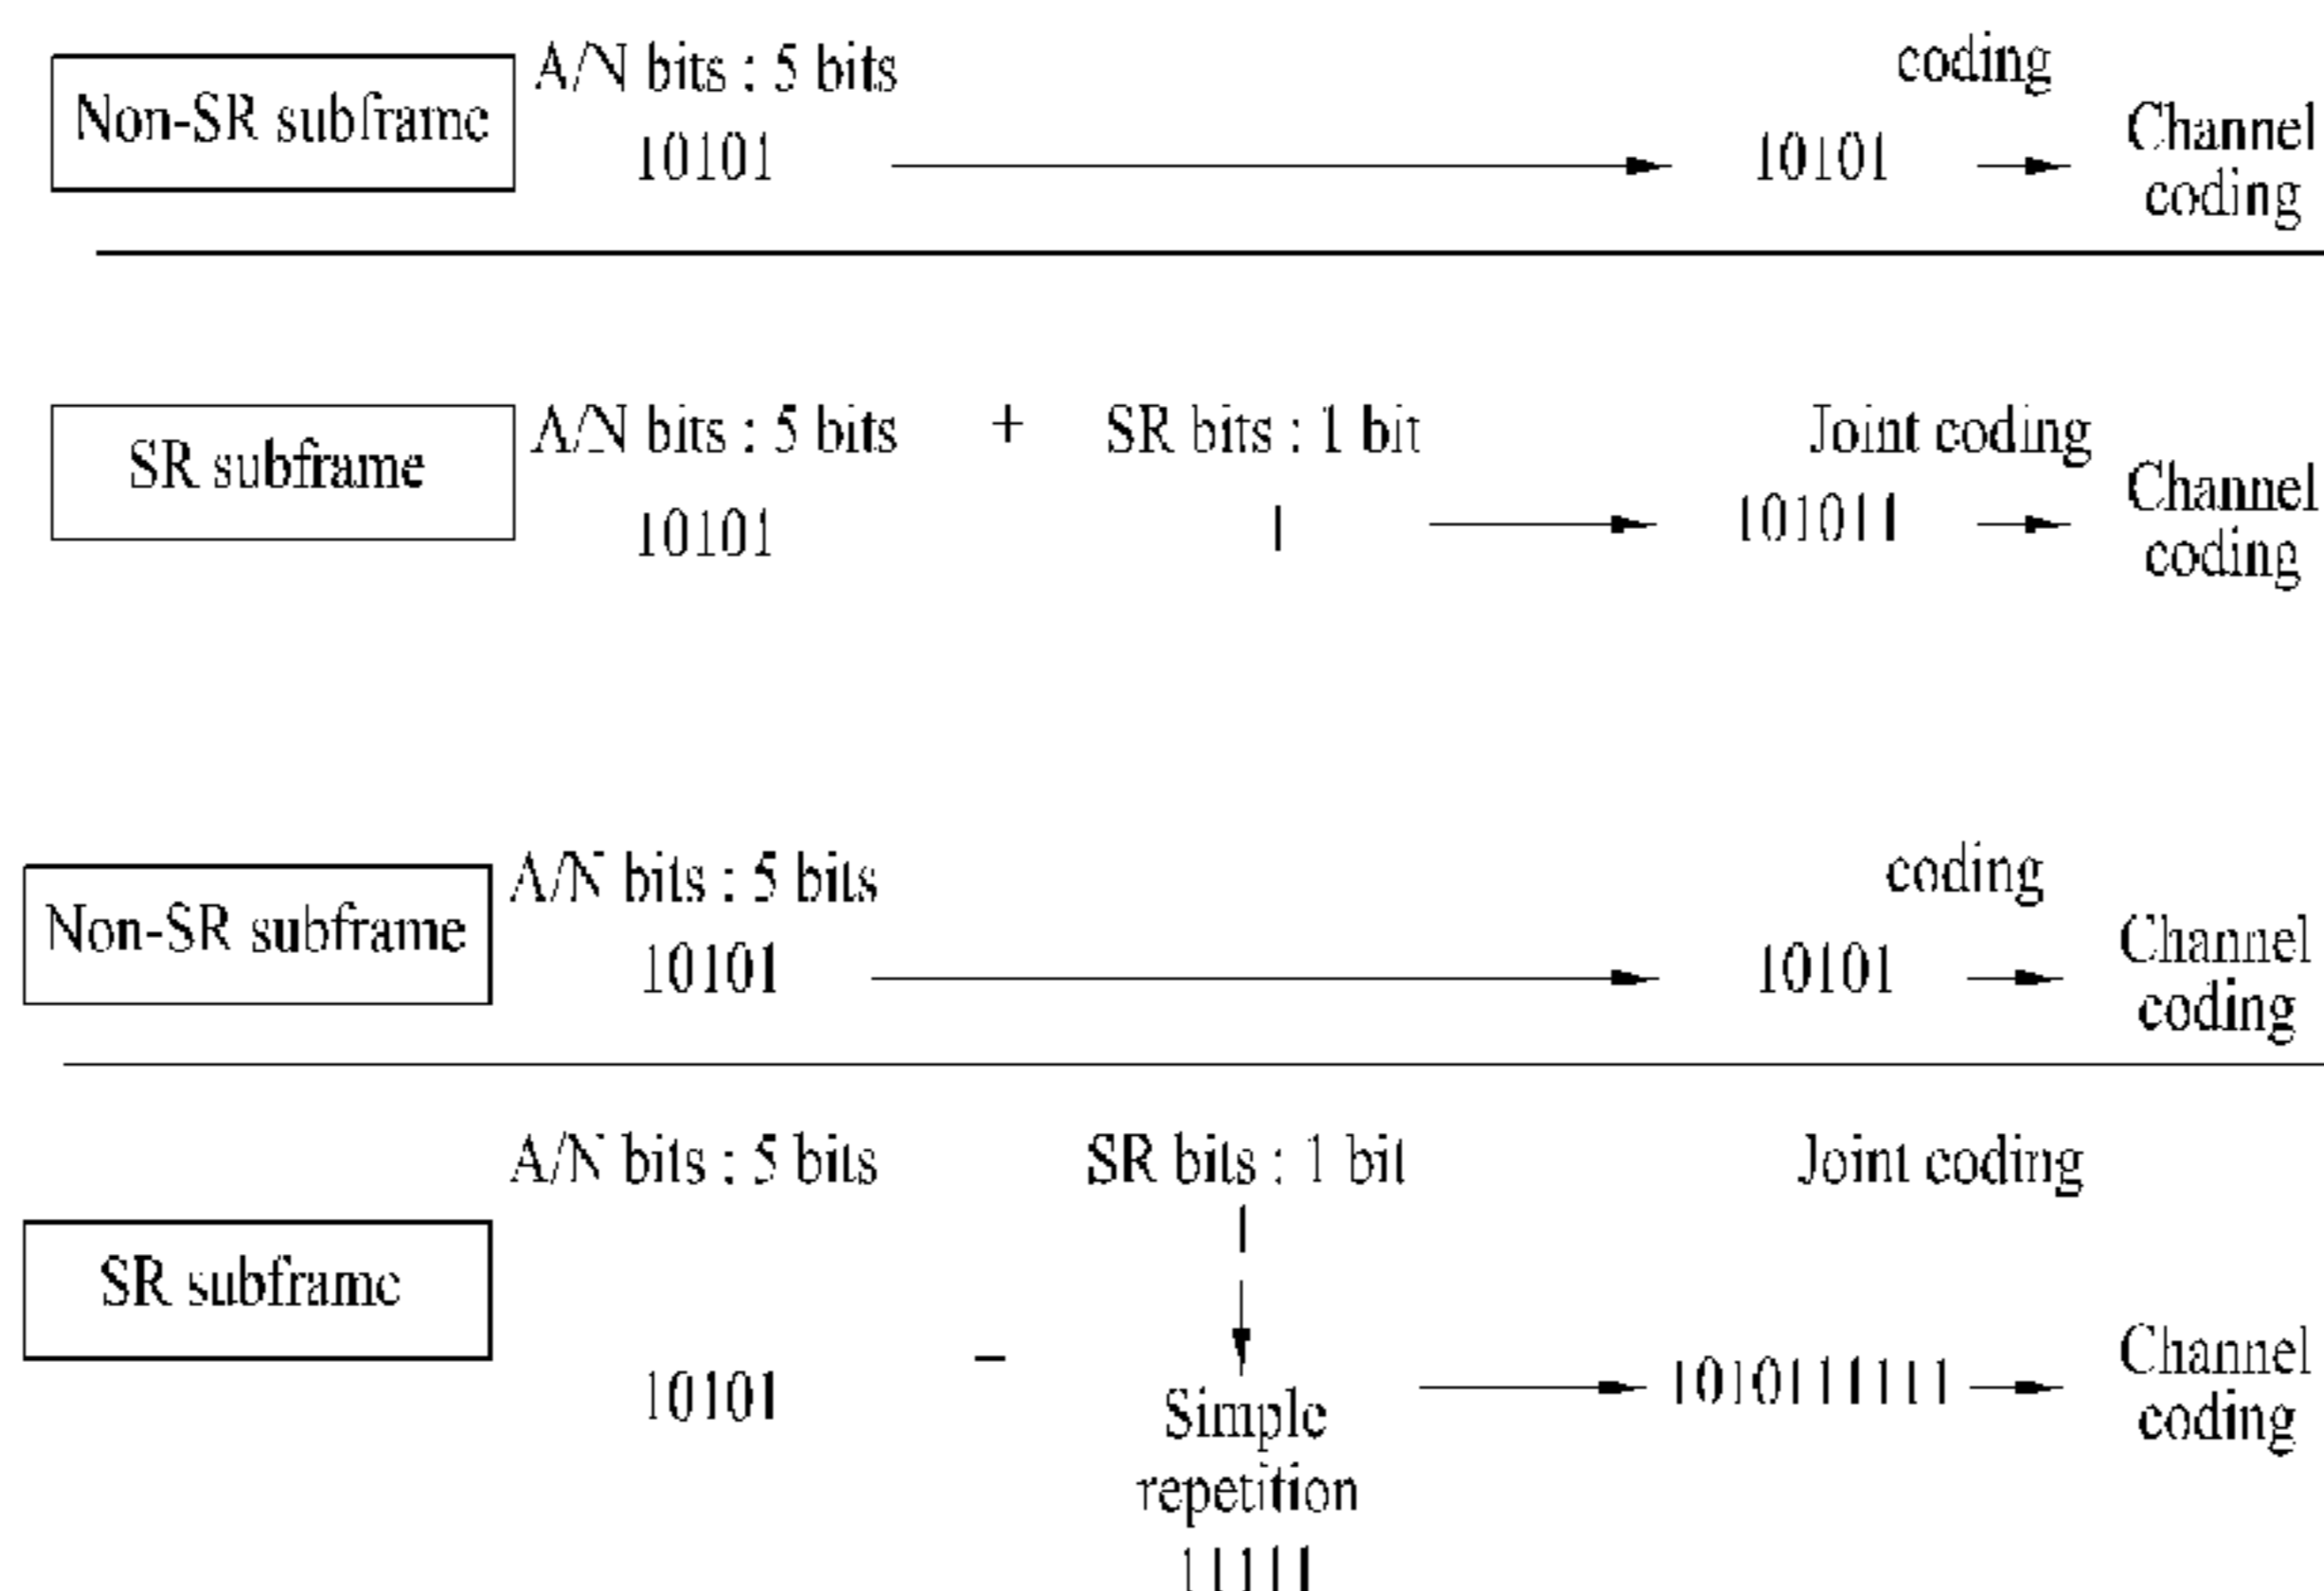 A/N bits : 5 bits coding
Non-SR subframe
10101 10101 Channel
coding
A/N bits : 5 bits + SR bits : 1 bit Joint coding
SR subframe
10101 1 101011 Channel
coding
A/N bits : 5 bits coding
Non-SR subframe
10101 10101 Channel
coding
A/N bits : 5 bits SR bits : 1 bit Joint coding
1
SR subframe
10101 – 1010111111 Channel
coding
Simple
repetition
11111